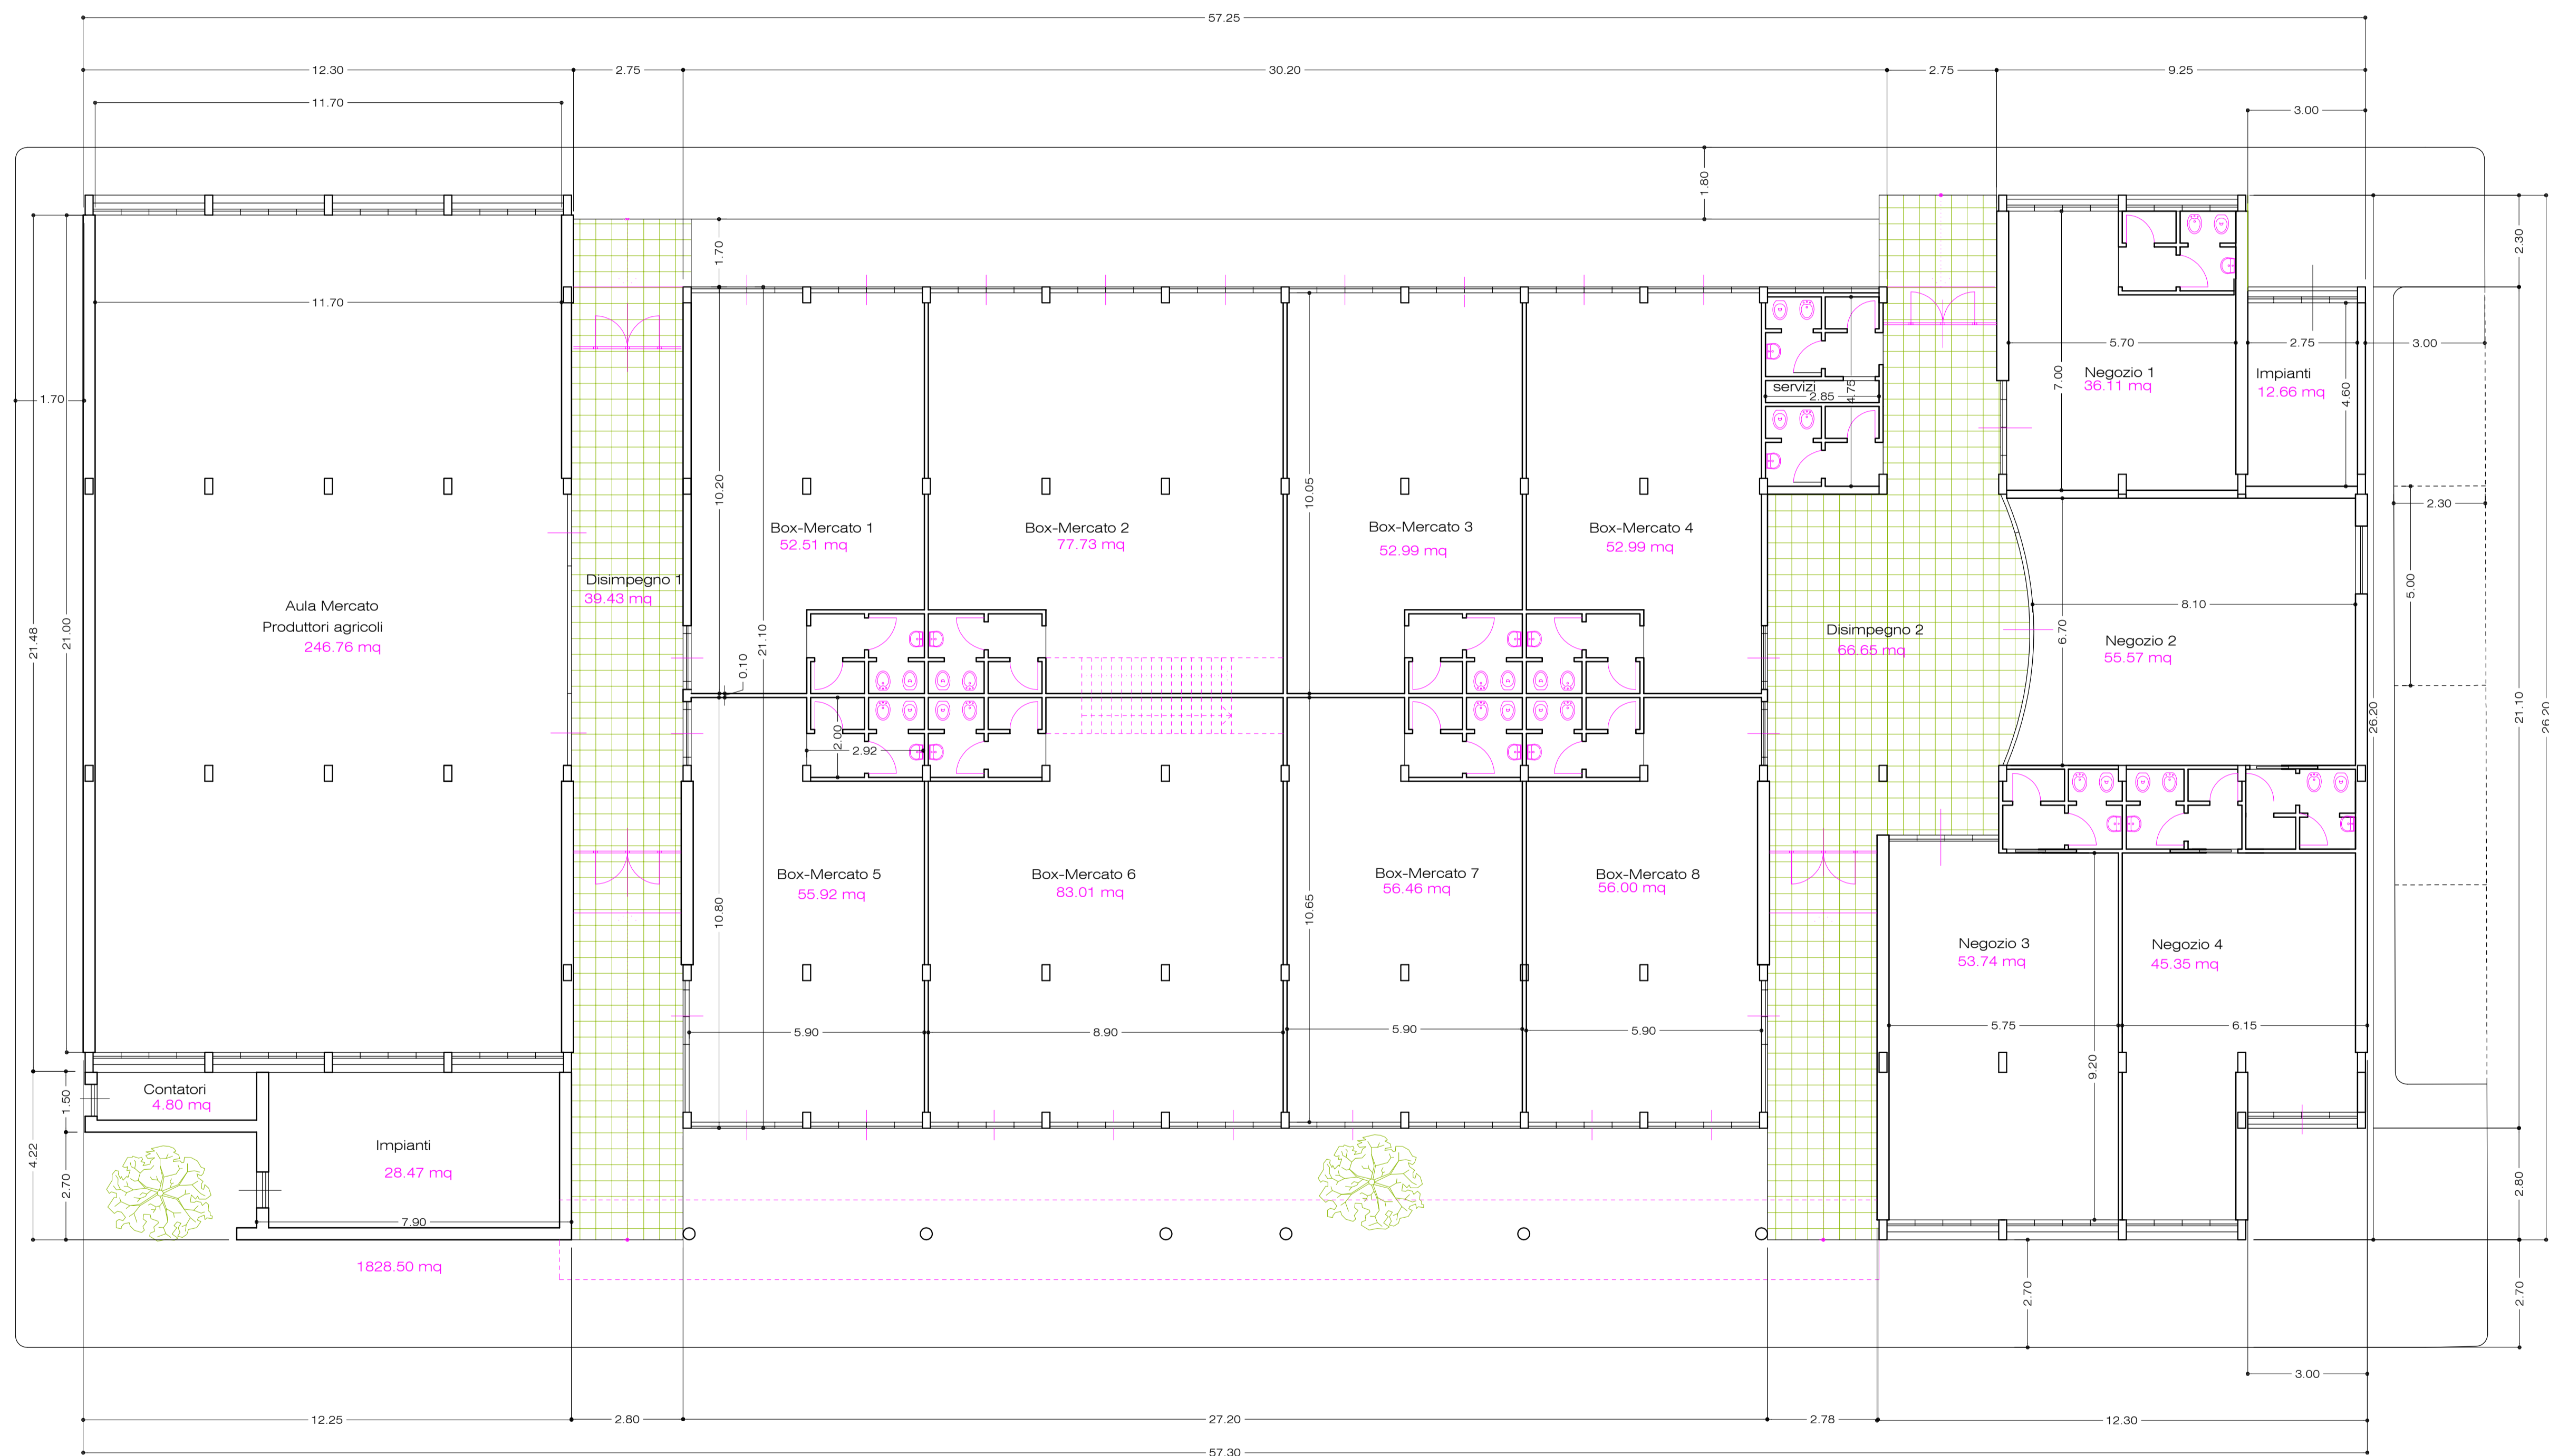 57.25
12.30
2.75
30.20
2.75
9.25
11.70
3.00
1.80
1.70
2.30
11.70
5.70
2.75
3.00
7.00
Negozio 1
36.11 mq
Impianti
12.66 mq
4.60
servizi
2.85
4.75
1.70
10.20
10.05
2.30
Box-Mercato 1
52.51 mq
Box-Mercato 2
77.73 mq
Box-Mercato 3
52.99 mq
Box-Mercato 4
52.99 mq
Disimpegno 1
39.43 mq
5.00
Aula Mercato
Produttori agricoli
246.76 mq
21.48
21.00
21.10
0.10
8.10
6.70
Disimpegno 2
66.65 mq
Negozio 2
55.57 mq
26.20
21.10
26.20
2.00
2.92
Box-Mercato 5
55.92 mq
Box-Mercato 6
83.01 mq
Box-Mercato 7
56.46 mq
Box-Mercato 8
56.00 mq
10.80
10.65
Negozio 3
53.74 mq
Negozio 4
45.35 mq
5.90
8.90
5.90
5.90
5.75
6.15
9.20
Contatori
4.80 mq
1.50
4.22
2.70
Impianti
28.47 mq
7.90
2.80
1828.50 mq
2.70
2.70
3.00
12.25
2.80
27.20
2.78
12.30
57.30